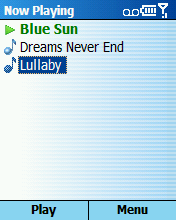 Now Playing
Blue Sun
Dreams Never End
Lullaby
Play Menu